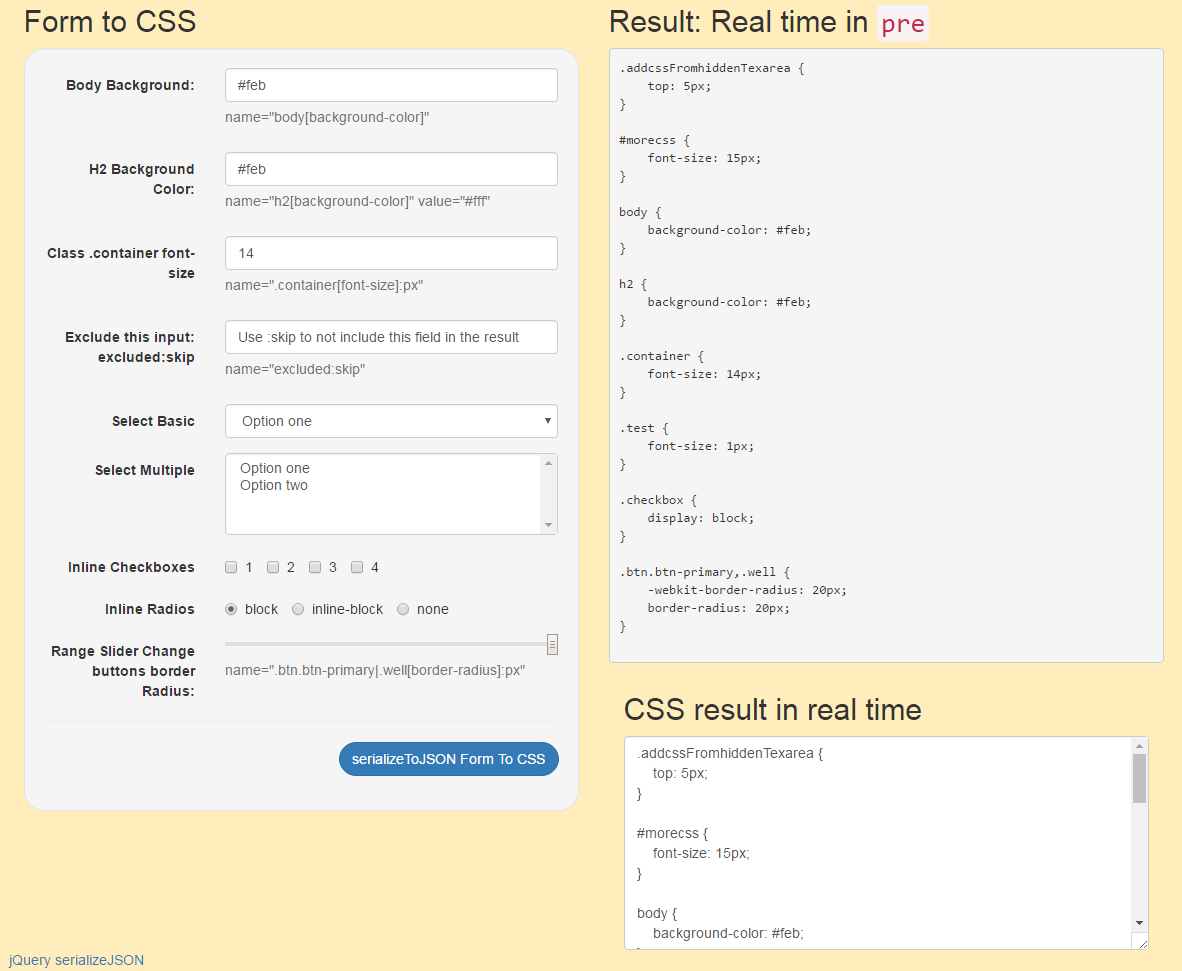 Form to CSS
Body Background:
#feb
name="body[background-color]"
H2 Background
Color:
#feb
name="h2[background-color]" value="#fff"
Class .container font-
size
14
name=".container[font-size]:px"
Exclude this input:
excluded:skip
Use :skip to not include this field in the result
name="excluded:skip"
Select Basic
Option one
Select Multiple
Option one
Option two
Inline Checkboxes
1 2 3 4
Inline Radios
block inline-block none
Range Slider Change
buttons border
Radius:
name=".btn.btn-primary|.well[border-radius]:px"
serializeToJSON Form To CSS
Result: Real time in pre
.addcssFromhiddenTexarea {
top: 5px;
}
#morecss {
font-size: 15px;
}
body {
background-color: #feb;
}
h2 {
background-color: #feb;
}
.container {
font-size: 14px;
}
.test {
font-size: 1px;
}
.checkbox {
display: block;
}
.btn.btn-primary,.well {
-webkit-border-radius: 20px;
border-radius: 20px;
}
CSS result in real time
.addcssFromhiddenTexarea {
top: 5px;
}
#morecss {
font-size: 15px;
}
body {
background-color: #feb;
jQuery serializeJSON